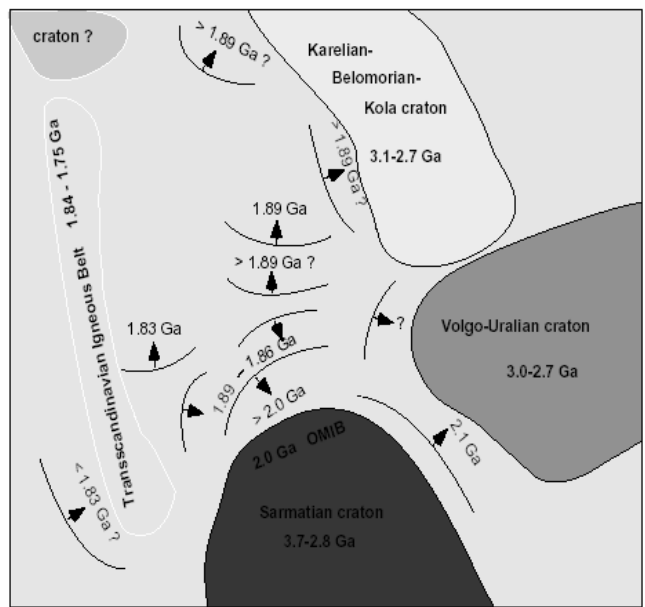 craton ?
> 1.89 Ga ?
Karelian-
Belomorian-
Kola craton
3.1-2.7 Ga
Transscandinavian Igneous Belt 1.84 - 1.75 Ga
> 1.89 Ga ?
1.89 Ga
> 1.89 Ga ?
1.83 Ga
?
Volgo-Uralian craton
3.0-2.7 Ga
1.89 - 1.86 Ga
> 2.0 Ga
2.0 Ga OMIB
2.1 Ga
< 1.83 Ga ?
Sarmatian craton
3.7-2.8 Ga